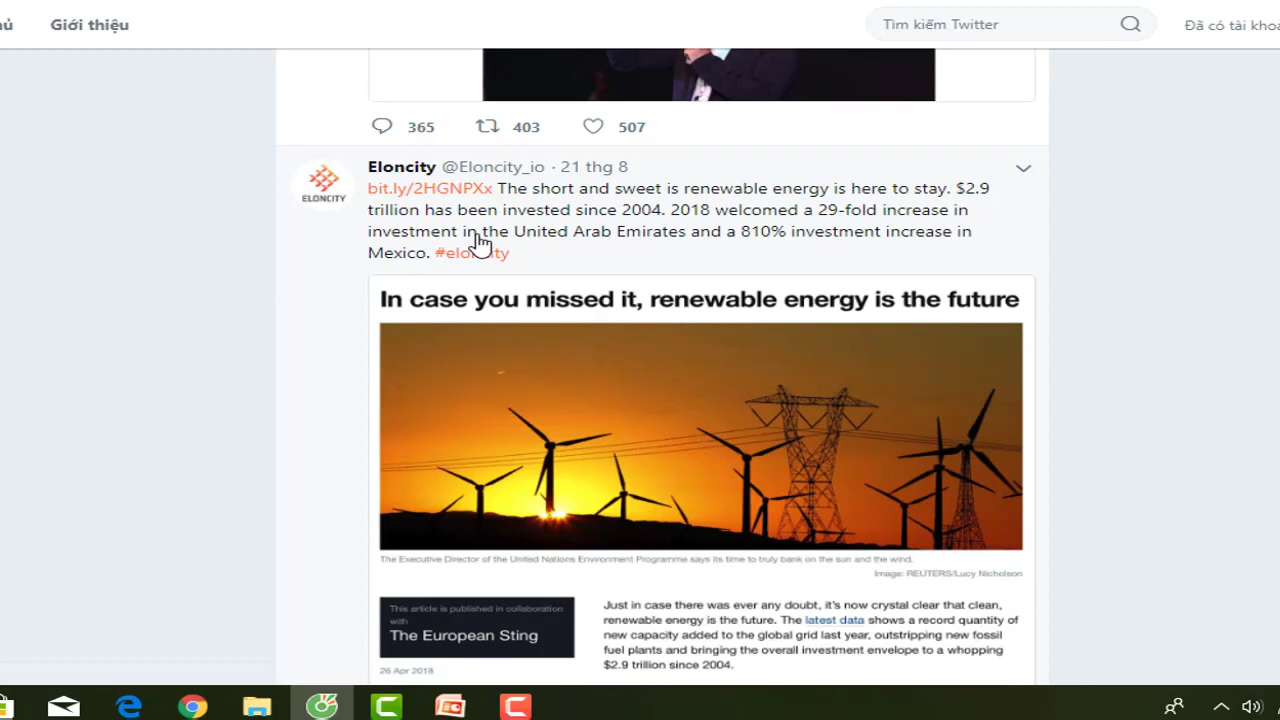 ủ Giới thiệu Tìm kiếm Twitter Đã có tài khoả
365 403 507
Eloncity @Eloncity_io · 21 thg 8
ELONCITY
bit.ly/2HGNPXx The short and sweet is renewable energy is here to stay. $2.9
trillion has been invested since 2004. 2018 welcomed a 29-fold increase in
investment in the United Arab Emirates and a 810% investment increase in
Mexico. #eloncity
In case you missed it, renewable energy is the future
The Executive Director of the United Nations Environment Programme says its time to truly bank on the sun and the wind.
Image: REUTERS/Lucy Nicholson
This article is published in collaboration
with
The European Sting
26 Apr 2018
Just in case there was ever any doubt, it's now crystal clear that clean,
renewable energy is the future. The latest data shows a record quantity of
new capacity added to the global grid last year, outstripping new fossil
fuel plants and bringing the overall investment envelope to a whopping
$2.9 trillion since 2004.